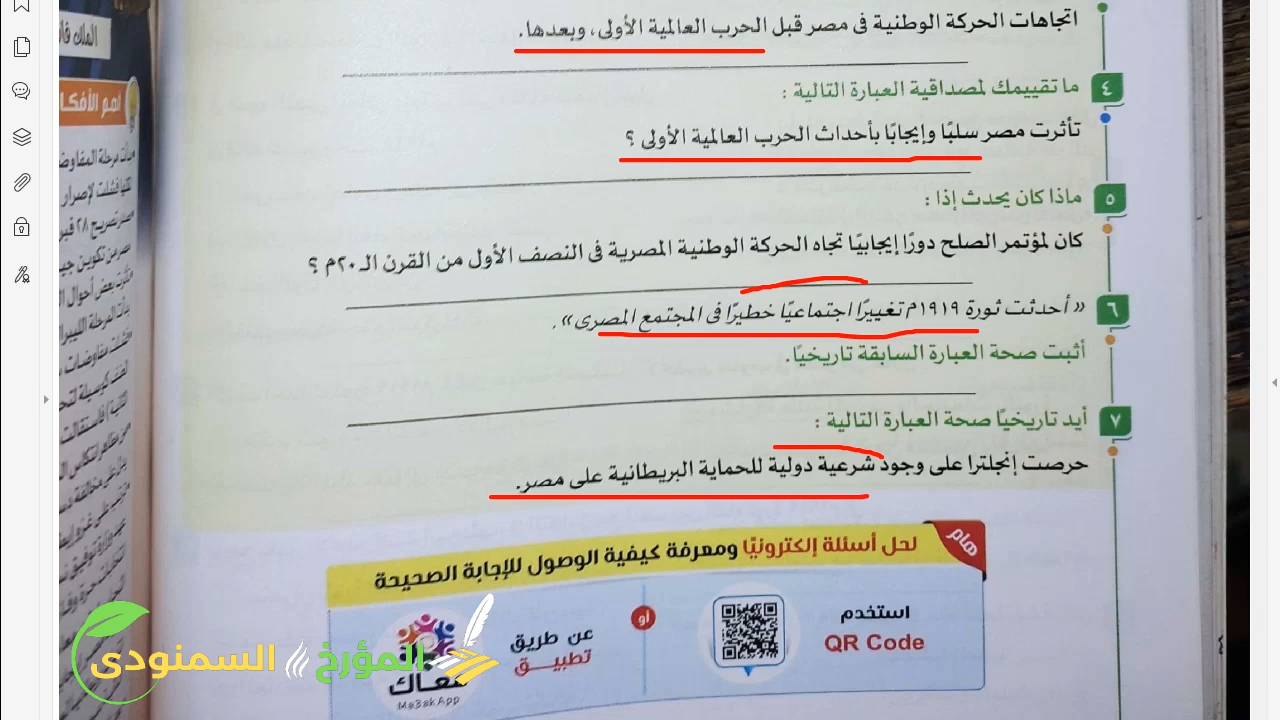 اتجاهات الحركة الوطنية فى مصر قبل الحرب العالمية الأولى، وبعدها.
٤ ما تقييمك لمصداقية العبارة التالية :
تأثرت مصر سلبًا وإيجابًا بأحداث الحرب العالمية الأولى ؟
٥ ماذا كان يحدث إذا :
كان لمؤتمر الصلح دورًا إيجابيًا تجاه الحركة الوطنية المصرية فى النصف الأول من القرن الـ ٢٠م ؟
٦ «أحدثت ثورة ١٩١٩م تغييرًا اجتماعيًا خطيرًا فى المجتمع المصرى».
أثبت صحة العبارة السابقة تاريخيًا.
٧ أيد تاريخيًا صحة العبارة التالية :
حرصت إنجلترا على وجود شرعية دولية للحماية البريطانية على مصر.
هام
لحل أسئلة إلكترونيًا ومعرفة كيفية الوصول للإجابة الصحيحة
استخدم
QR Code
أو
عن طريق
تطبيق
معاك
Ma3ak App
المؤرخ السمنودى
الملك
أهم الأفكا